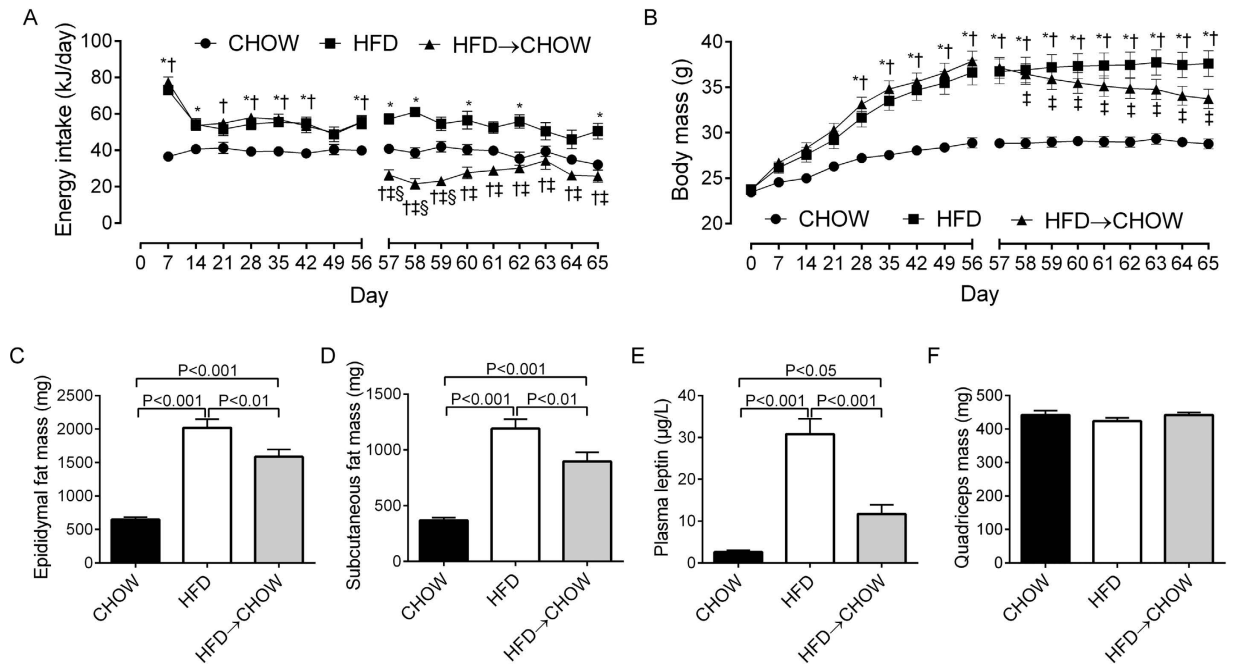 A
CHOW HFD HFD→CHOW
Energy intake (kJ/day)
100
80
60
40
20
0
*† * † *† *† *† *† * * * * *
†‡§ †‡§ †‡§ †‡ †‡ †‡ †‡ †‡ †‡
0 7 14 21 28 35 42 49 56 57 58 59 60 61 62 63 64 65
Day
B
Body mass (g)
40
35
30
25
20
*† *† *† *† *† *† *† *† *† *† *† *† *† *†
‡ ‡ ‡ ‡ ‡ ‡ ‡ ‡
CHOW HFD HFD→CHOW
0 7 14 21 28 35 42 49 56 57 58 59 60 61 62 63 64 65
Day
C
Epididymal fat mass (mg)
P<0.001
P<0.001 P<0.01
2500
2000
1500
1000
500
0
CHOW
HFD
HFD→CHOW
D
Subcutaneous fat mass (mg)
P<0.001
P<0.001 P<0.01
1500
1000
500
0
CHOW
HFD
HFD→CHOW
E
Plasma leptin (µg/L)
P<0.05
P<0.001 P<0.001
40
30
20
10
0
CHOW
HFD
HFD→CHOW
F
Quadriceps mass (mg)
500
400
300
200
100
0
CHOW
HFD
HFD→CHOW